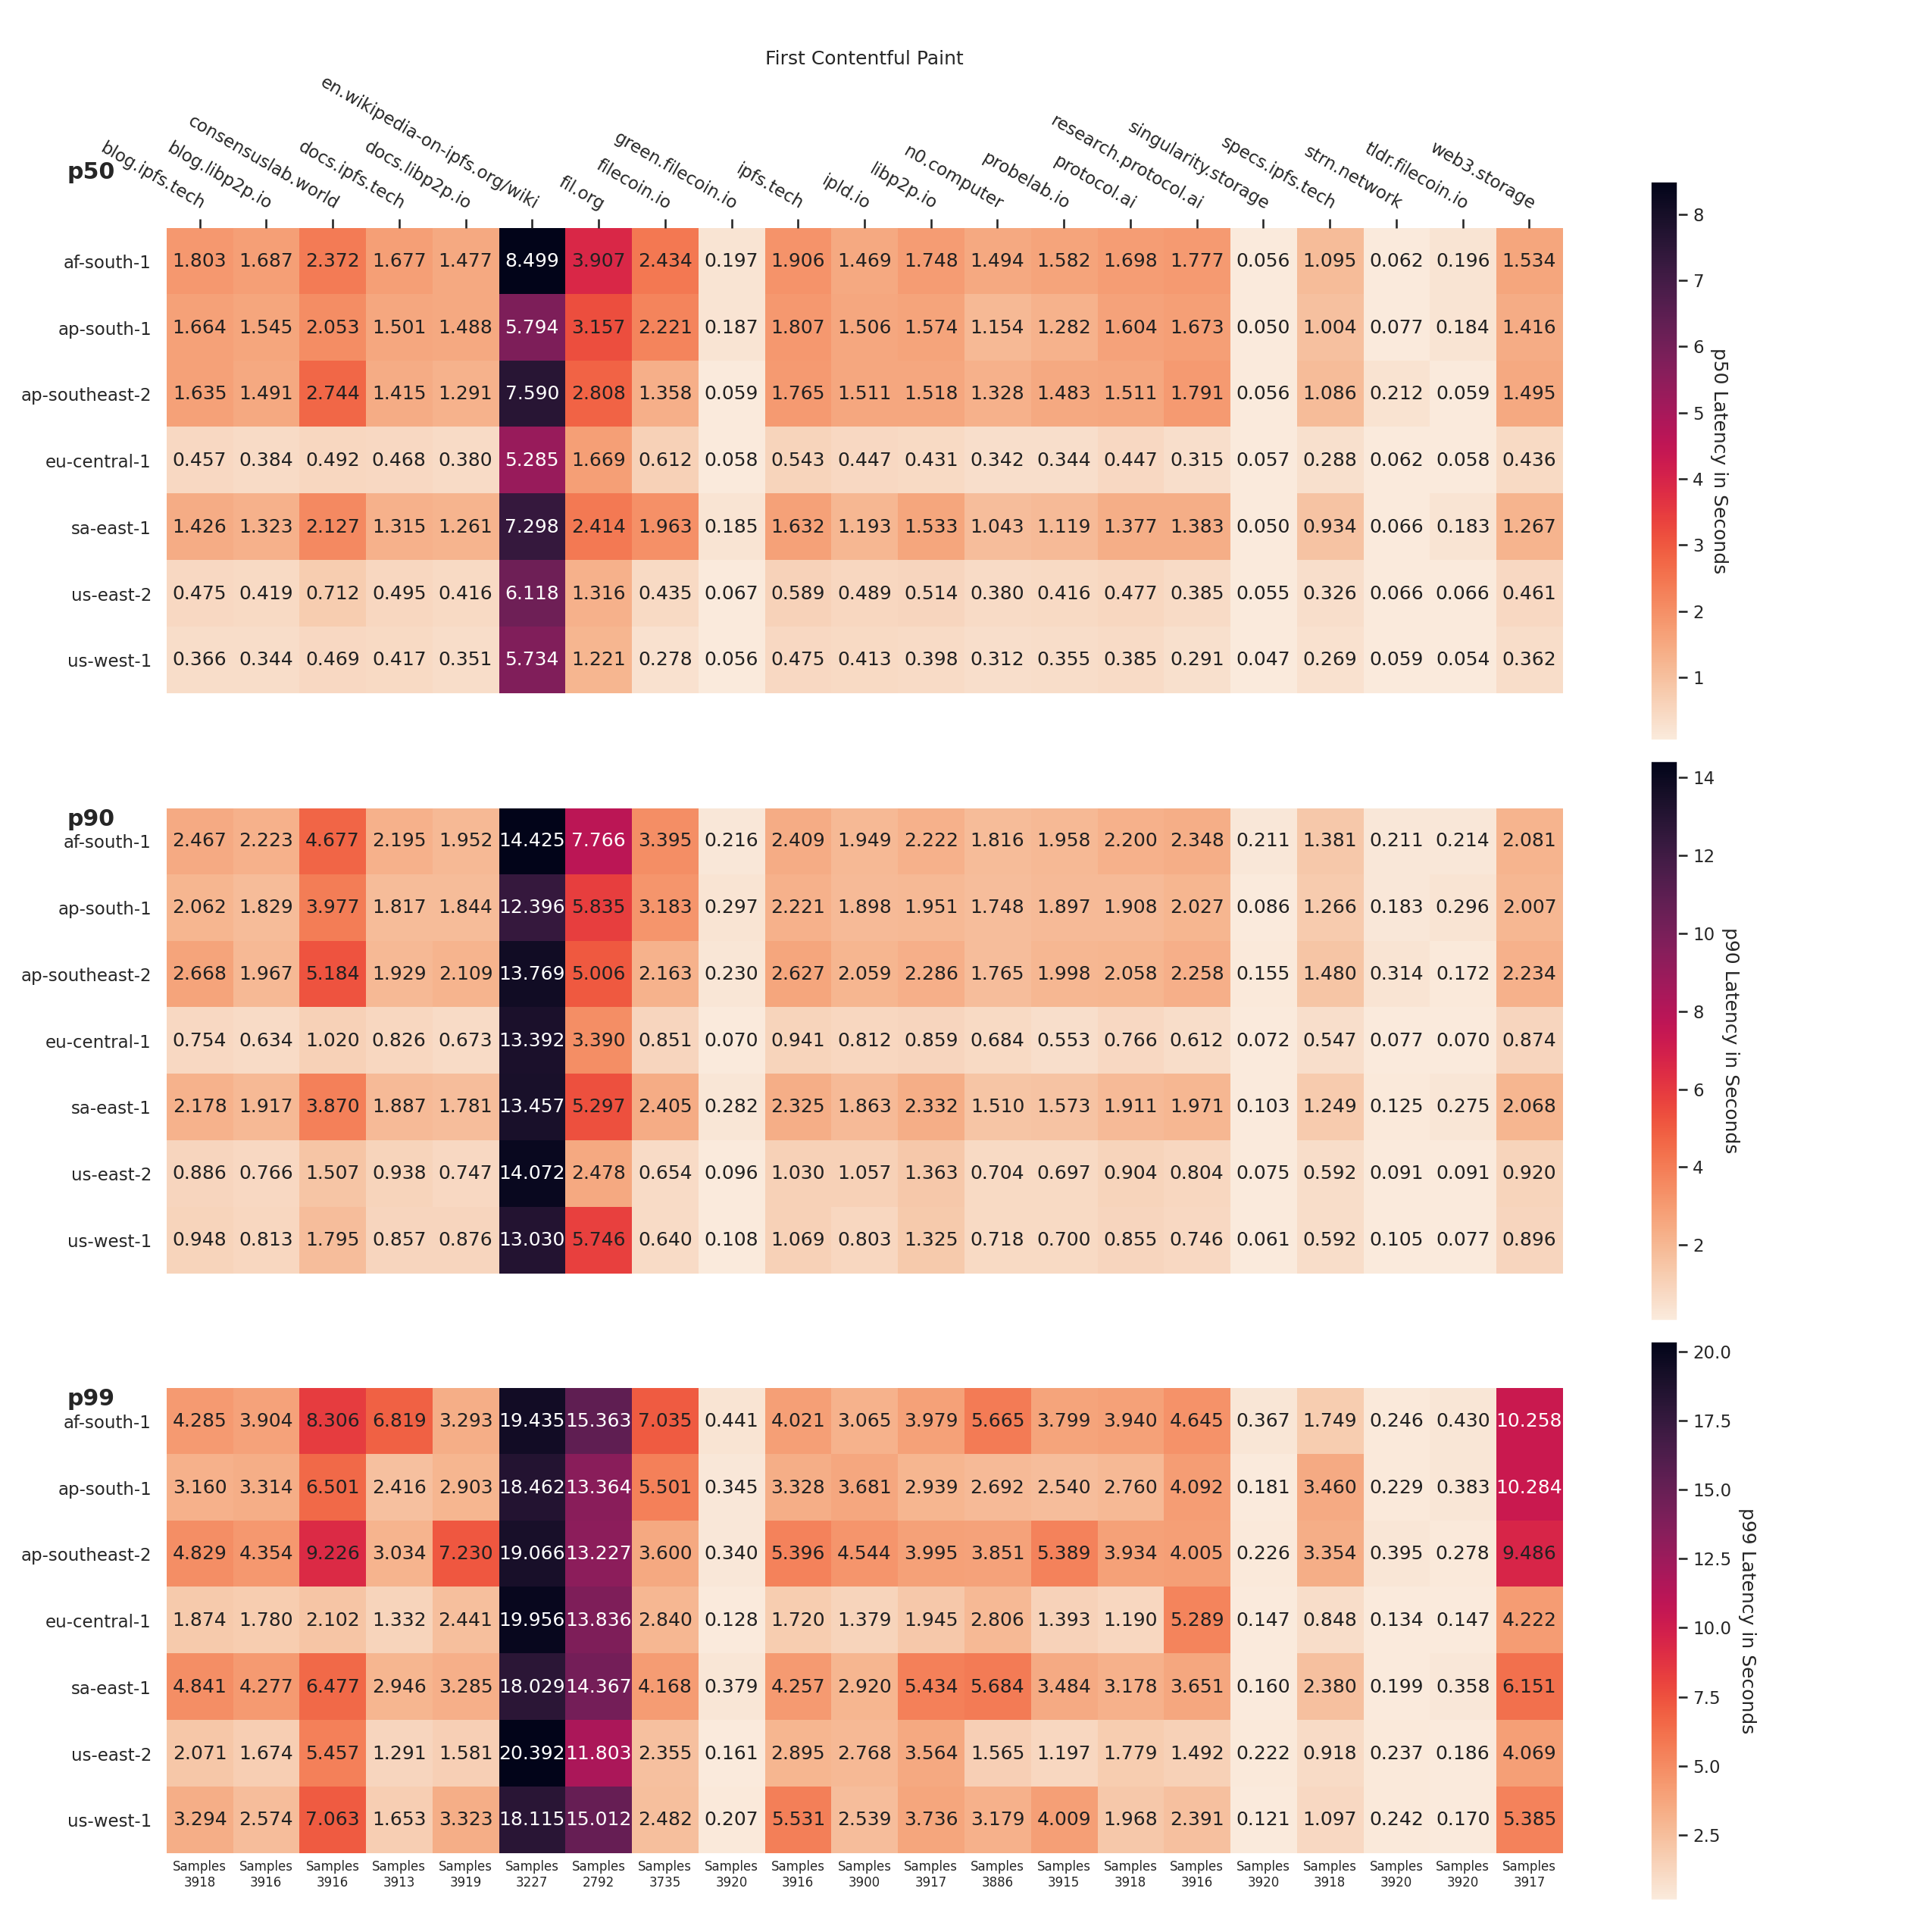 First Contentful Paint
p50
blog.ipfs.tech
blog.libp2p.io
consensuslab.world
docs.ipfs.tech
docs.libp2p.io
en.wikipedia-on-ipfs.org/wiki
fil.org
filecoin.io
green.filecoin.io
ipfs.tech
ipld.io
libp2p.io
n0.computer
probelab.io
protocol.ai
research.protocol.ai
singularity.storage
specs.ipfs.tech
strn.network
tldr.filecoin.io
web3.storage
af-south-1 1.803 1.687 2.372 1.677 1.477 8.499 3.907 2.434 0.197 1.906 1.469 1.748 1.494 1.582 1.698 1.777 0.056 1.095 0.062 0.196 1.534
ap-south-1 1.664 1.545 2.053 1.501 1.488 5.794 3.157 2.221 0.187 1.807 1.506 1.574 1.154 1.282 1.604 1.673 0.050 1.004 0.077 0.184 1.416
ap-southeast-2 1.635 1.491 2.744 1.415 1.291 7.590 2.808 1.358 0.059 1.765 1.511 1.518 1.328 1.483 1.511 1.791 0.056 1.086 0.212 0.059 1.495
eu-central-1 0.457 0.384 0.492 0.468 0.380 5.285 1.669 0.612 0.058 0.543 0.447 0.431 0.342 0.344 0.447 0.315 0.057 0.288 0.062 0.058 0.436
sa-east-1 1.426 1.323 2.127 1.315 1.261 7.298 2.414 1.963 0.185 1.632 1.193 1.533 1.043 1.119 1.377 1.383 0.050 0.934 0.066 0.183 1.267
us-east-2 0.475 0.419 0.712 0.495 0.416 6.118 1.316 0.435 0.067 0.589 0.489 0.514 0.380 0.416 0.477 0.385 0.055 0.326 0.066 0.066 0.461
us-west-1 0.366 0.344 0.469 0.417 0.351 5.734 1.221 0.278 0.056 0.475 0.413 0.398 0.312 0.355 0.385 0.291 0.047 0.269 0.059 0.054 0.362
8
7
6
5
4
3
2
1
p50 Latency in Seconds
p90
af-south-1 2.467 2.223 4.677 2.195 1.952 14.425 7.766 3.395 0.216 2.409 1.949 2.222 1.816 1.958 2.200 2.348 0.211 1.381 0.211 0.214 2.081
ap-south-1 2.062 1.829 3.977 1.817 1.844 12.396 5.835 3.183 0.297 2.221 1.898 1.951 1.748 1.897 1.908 2.027 0.086 1.266 0.183 0.296 2.007
ap-southeast-2 2.668 1.967 5.184 1.929 2.109 13.769 5.006 2.163 0.230 2.627 2.059 2.286 1.765 1.998 2.058 2.258 0.155 1.480 0.314 0.172 2.234
eu-central-1 0.754 0.634 1.020 0.826 0.673 13.392 3.390 0.851 0.070 0.941 0.812 0.859 0.684 0.553 0.766 0.612 0.072 0.547 0.077 0.070 0.874
sa-east-1 2.178 1.917 3.870 1.887 1.781 13.457 5.297 2.405 0.282 2.325 1.863 2.332 1.510 1.573 1.911 1.971 0.103 1.249 0.125 0.275 2.068
us-east-2 0.886 0.766 1.507 0.938 0.747 14.072 2.478 0.654 0.096 1.030 1.057 1.363 0.704 0.697 0.904 0.804 0.075 0.592 0.091 0.091 0.920
us-west-1 0.948 0.813 1.795 0.857 0.876 13.030 5.746 0.640 0.108 1.069 0.803 1.325 0.718 0.700 0.855 0.746 0.061 0.592 0.105 0.077 0.896
14
12
10
8
6
4
2
p90 Latency in Seconds
p99
af-south-1 4.285 3.904 8.306 6.819 3.293 19.435 15.363 7.035 0.441 4.021 3.065 3.979 5.665 3.799 3.940 4.645 0.367 1.749 0.246 0.430 10.258
ap-south-1 3.160 3.314 6.501 2.416 2.903 18.462 13.364 5.501 0.345 3.328 3.681 2.939 2.692 2.540 2.760 4.092 0.181 3.460 0.229 0.383 10.284
ap-southeast-2 4.829 4.354 9.226 3.034 7.230 19.066 13.227 3.600 0.340 5.396 4.544 3.995 3.851 5.389 3.934 4.005 0.226 3.354 0.395 0.278 9.486
eu-central-1 1.874 1.780 2.102 1.332 2.441 19.956 13.836 2.840 0.128 1.720 1.379 1.945 2.806 1.393 1.190 5.289 0.147 0.848 0.134 0.147 4.222
sa-east-1 4.841 4.277 6.477 2.946 3.285 18.029 14.367 4.168 0.379 4.257 2.920 5.434 5.684 3.484 3.178 3.651 0.160 2.380 0.199 0.358 6.151
us-east-2 2.071 1.674 5.457 1.291 1.581 20.392 11.803 2.355 0.161 2.895 2.768 3.564 1.565 1.197 1.779 1.492 0.222 0.918 0.237 0.186 4.069
us-west-1 3.294 2.574 7.063 1.653 3.323 18.115 15.012 2.482 0.207 5.531 2.539 3.736 3.179 4.009 1.968 2.391 0.121 1.097 0.242 0.170 5.385
Samples Samples Samples Samples Samples Samples Samples Samples Samples Samples Samples Samples Samples Samples Samples Samples Samples Samples Samples Samples Samples
3918 3916 3916 3913 3919 3227 2792 3735 3920 3916 3900 3917 3886 3915 3918 3916 3920 3918 3920 3920 3917
20.0
17.5
15.0
12.5
10.0
7.5
5.0
2.5
p999 Latency in Seconds